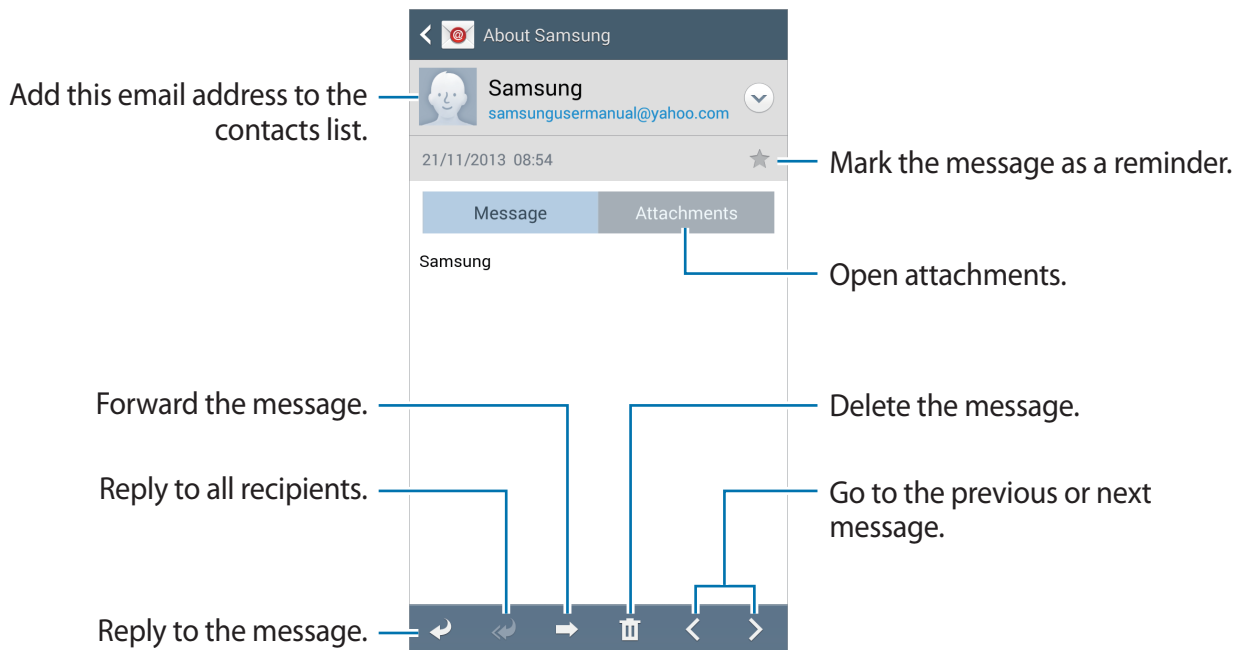 About Samsung
Add this email address to the
contacts list.
Samsung
samsungusermanual@yahoo.com
21/11/2013 08:54
Mark the message as a reminder.
Message
Attachments
Samsung
Open attachments.
Forward the message.
Delete the message.
Reply to all recipients.
Go to the previous or next
message.
Reply to the message.